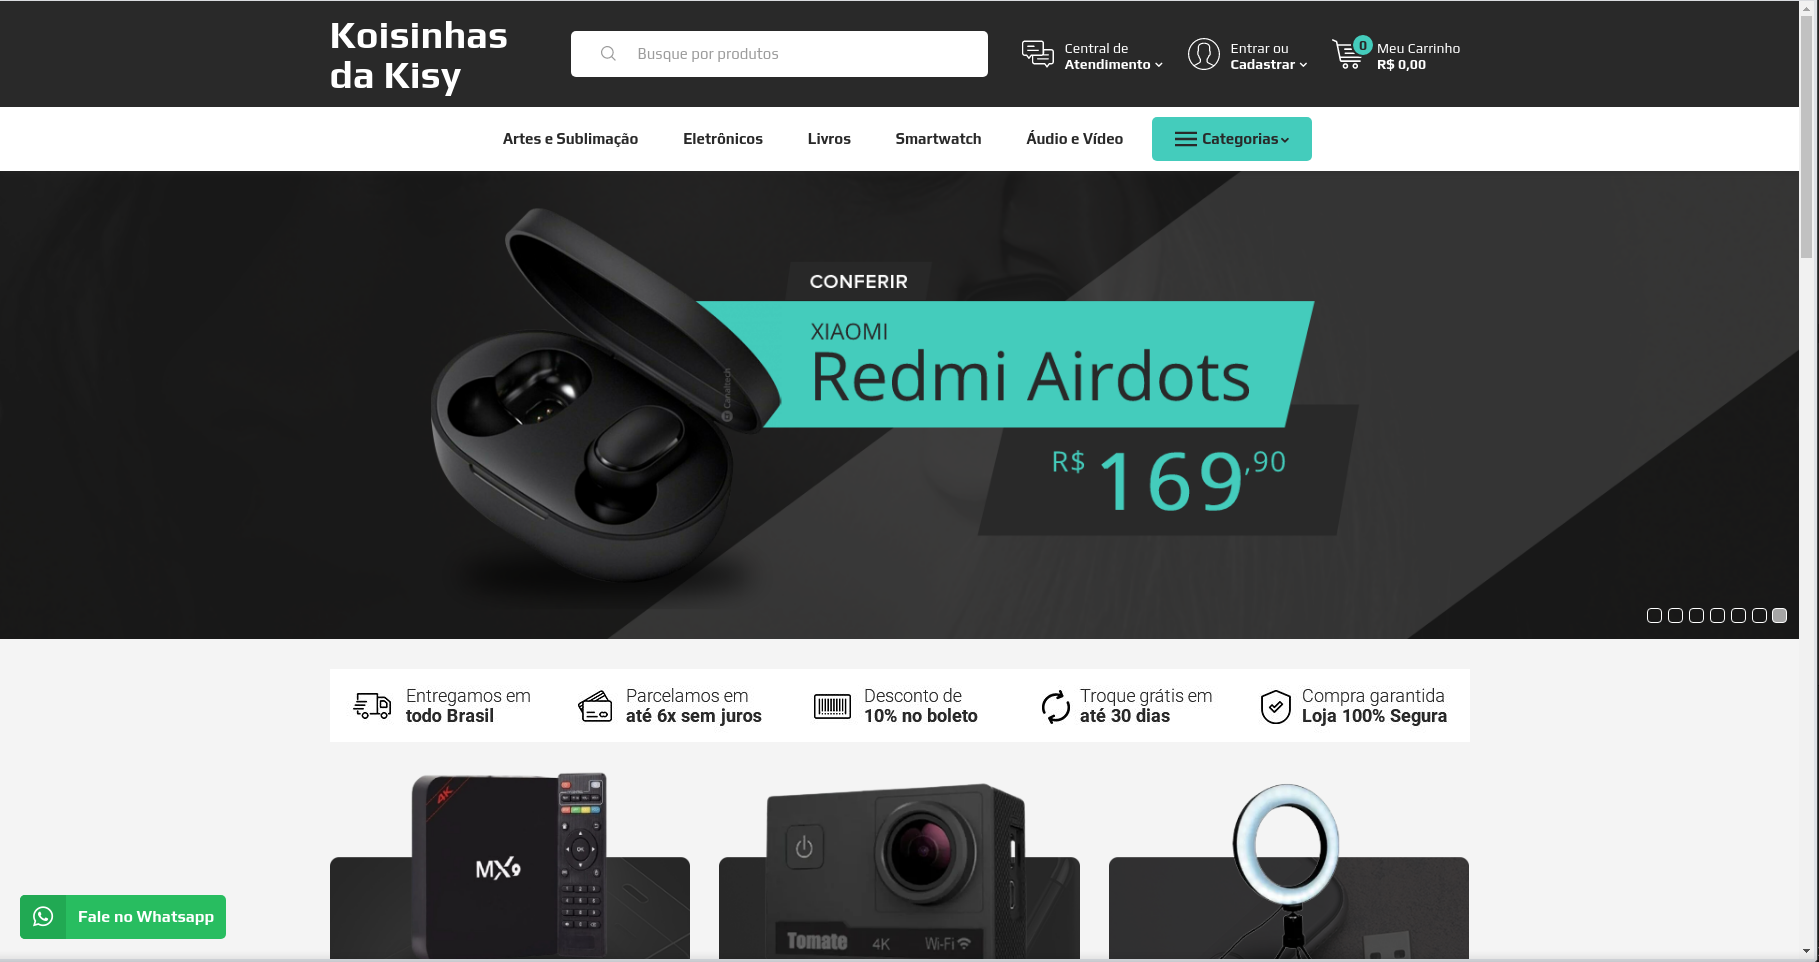 Koisinhas
da Kisy
Busque por produtos
Central de
Atendimento
Entrar ou
Cadastrar
0
Meu Carrinho
R$ 0,00
Artes e Sublimação
Eletrônicos
Livros
Smartwatch
Áudio e Vídeo
Categorias
CONFERIR
XIAOMI
Redmi Airdots
R$ 169,90
Canaltech
Entregamos em
todo Brasil
Parcelamos em
até 6x sem juros
Desconto de
10% no boleto
Troque grátis em
até 30 dias
Compra garantida
Loja 100% Segura
4K
MX9
OK
Tomate
4K
Wi-Fi
Fale no Whatsapp